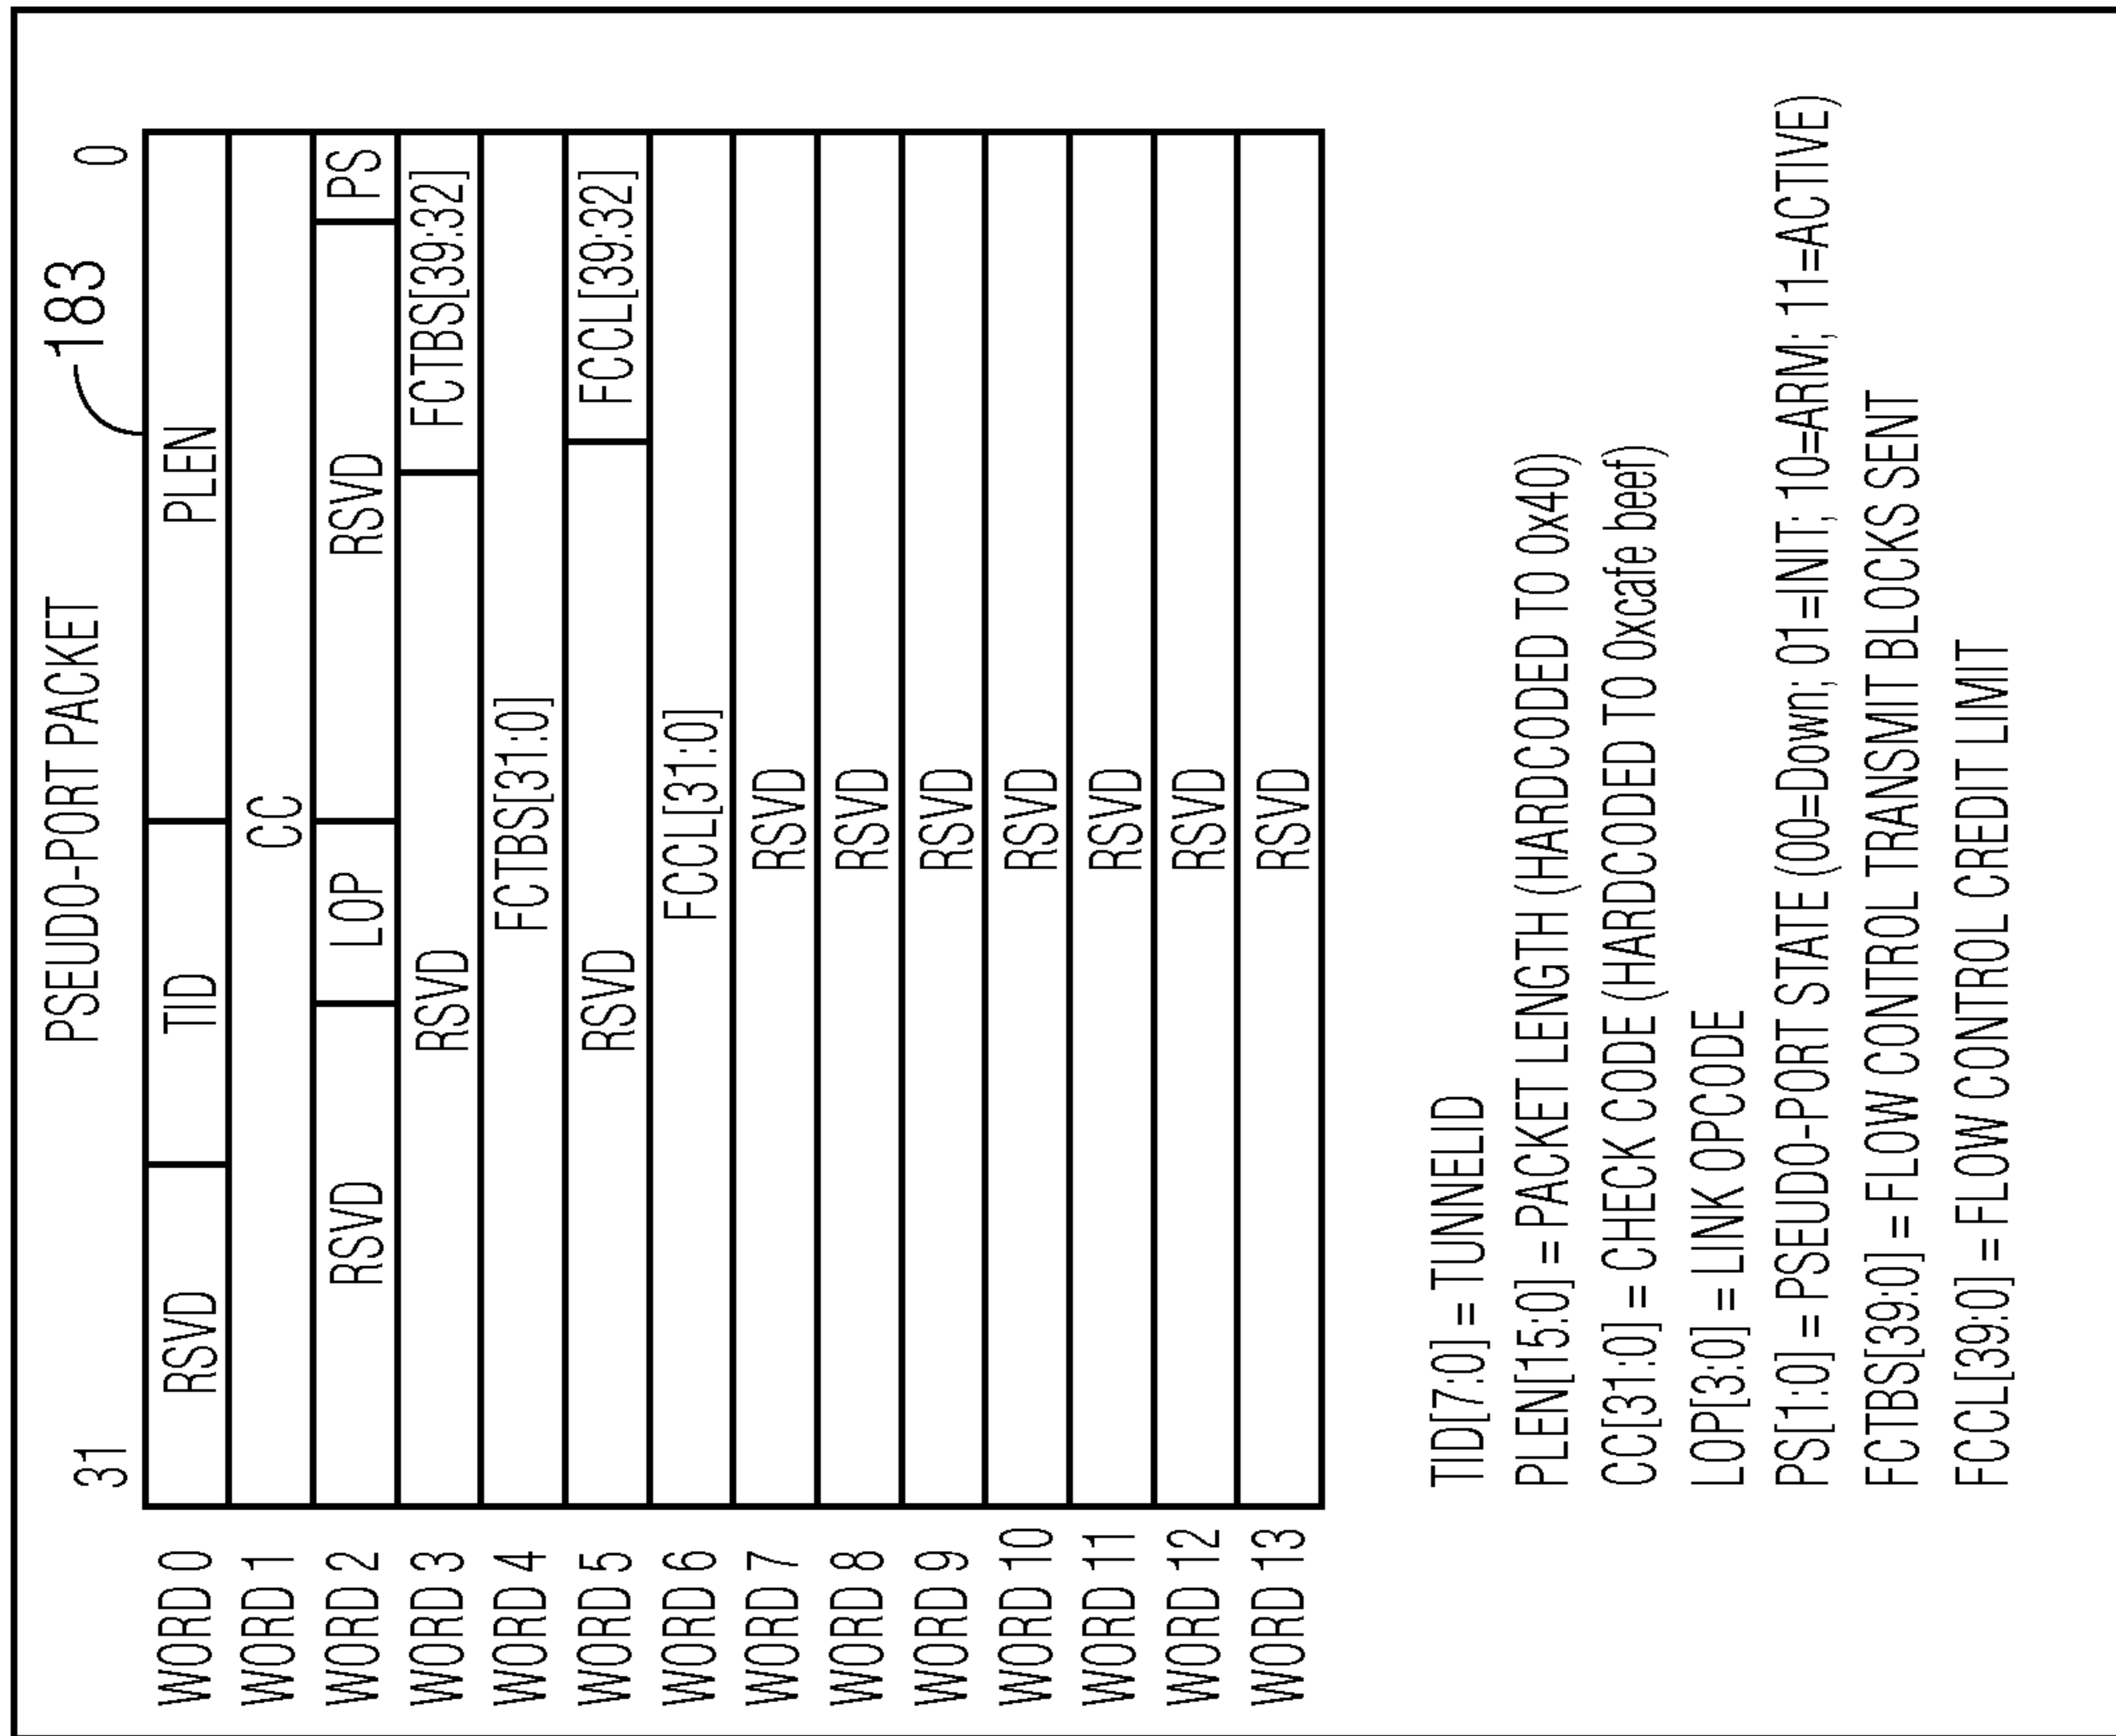 PSEUDO-PORT PACKET
183
31 0
WORD 0 RSVD TID PLEN
WORD 1 CC
WORD 2 RSVD LOP RSVD PS
WORD 3 RSVD FCTBS[39:32]
WORD 4 FCTBS[31:0]
WORD 5 RSVD FCCL[39:32]
WORD 6 FCCL[31:0]
WORD 7 RSVD
WORD 8 RSVD
WORD 9 RSVD
WORD 10 RSVD
WORD 11 RSVD
WORD 12 RSVD
WORD 13 RSVD
TID[7:0] = TUNNELID
PLEN[15:0] = PACKET LENGTH (HARDCODED TO 0x40)
CC[31:0] = CHECK CODE (HARDCODED TO 0xcafe beef)
LOP[3:0] = LINK OPCODE
PS[1:0] = PSEUDO-PORT STATE (00=Down; 01=INIT; 10=ARM; 11=ACTIVE)
FCTBS[39:0] = FLOW CONTROL TRANSMIT BLOCKS SENT
FCCL[39:0] = FLOW CONTROL CREDIT LIMIT